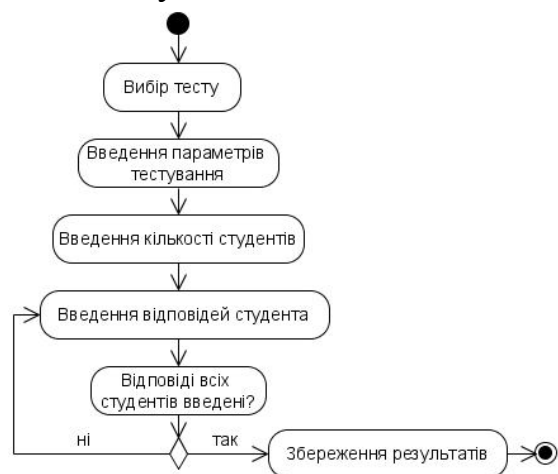 Вибір тесту
Введення параметрів
тестування
Введення кількості студентів
Введення відповідей студента
Відповіді всіх
студентів введені?
ні
так
Збереження результатів